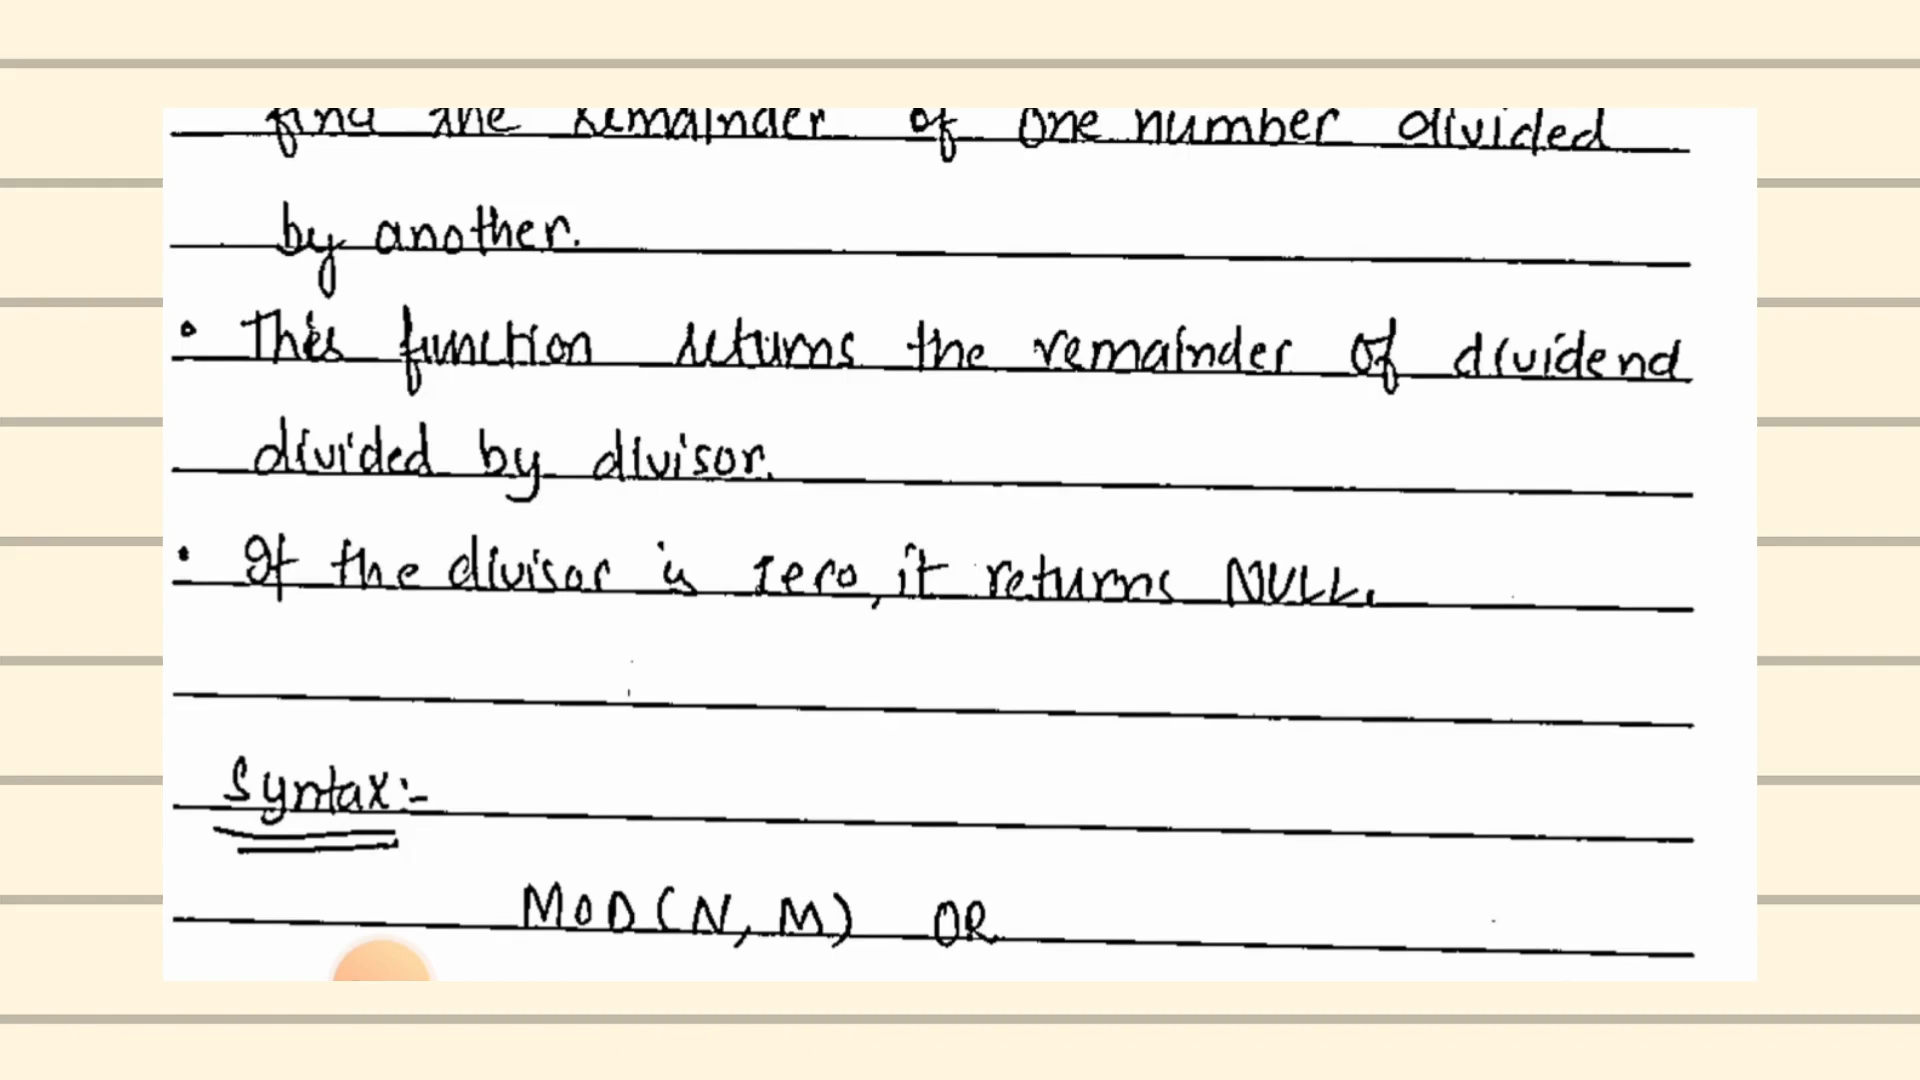 find the remainder of one number divided
by another.
• This function returns the remainder of dividend
divided by divisor.
• If the divisor is zero, it returns NULL.
Syntax:-
MOD(N, M) OR